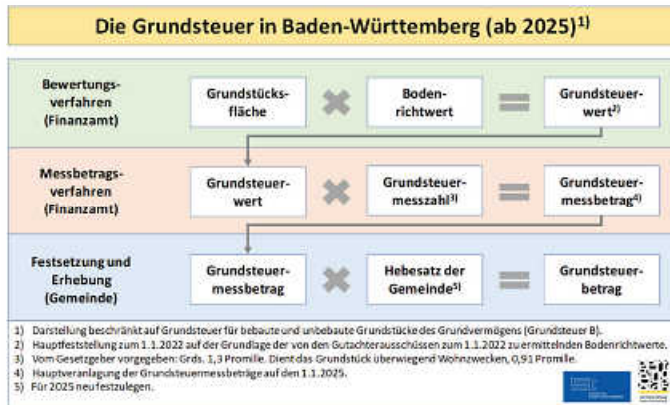 Die Grundsteuer in Baden-Württemberg (ab 2025)1)
Bewertungs-
verfahren
(Finanzamt)
Grundstücks-
fläche
Boden-
richtwert
Grundsteuer-
wert2)
Messbetrags-
verfahren
(Finanzamt)
Grundsteuer-
wert
Grundsteuer-
messzahl3)
Grundsteuer-
messbetrag4)
Festsetzung und
Erhebung
(Gemeinde)
Grundsteuer-
messbetrag
Hebesatz der
Gemeinde5)
Grundsteuer-
betrag
1) Darstellung beschränkt auf Grundsteuer für bebaute und unbebaute Grundstücke des Grundvermögens (Grundsteuer B).
2) Hauptfeststellung zum 1.1.2022 auf der Grundlage der von den Gutachterausschüssen zum 1.1.2022 zu ermittelnden Bodenrichtwerte.
3) Vom Gesetzgeber vorgegeben: Grds. 1,3 Promille. Dient das Grundstück überwiegend Wohnzwecken, 0,91 Promille.
4) Hauptveranlagung der Grundsteuermessbeträge auf den 1.1.2025.
5) Für 2025 neu festzulegen.